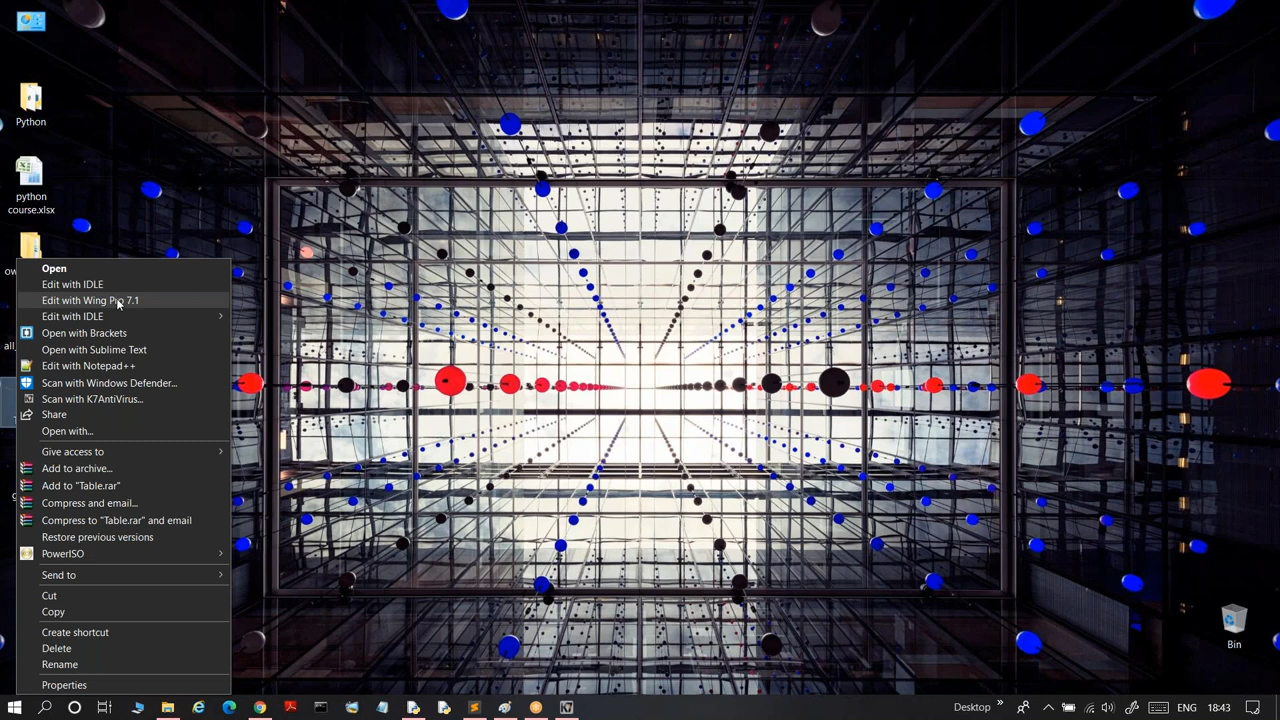 Python
python
course.xlsx
ow
all
Open
Edit with IDLE
Edit with Wing Pro 7.1
Edit with IDLE
Open with Brackets
Open with Sublime Text
Edit with Notepad++
Scan with Windows Defender...
Scan with K7AntiVirus...
Share
Open with...
Give access to
Add to archive...
Add to "Table.rar"
Compress and email...
Compress to "Table.rar" and email
Restore previous versions
PowerISO
Send to
Cut
Copy
Create shortcut
Delete
Rename
Properties
Bin
Desktop
ENG
18:43